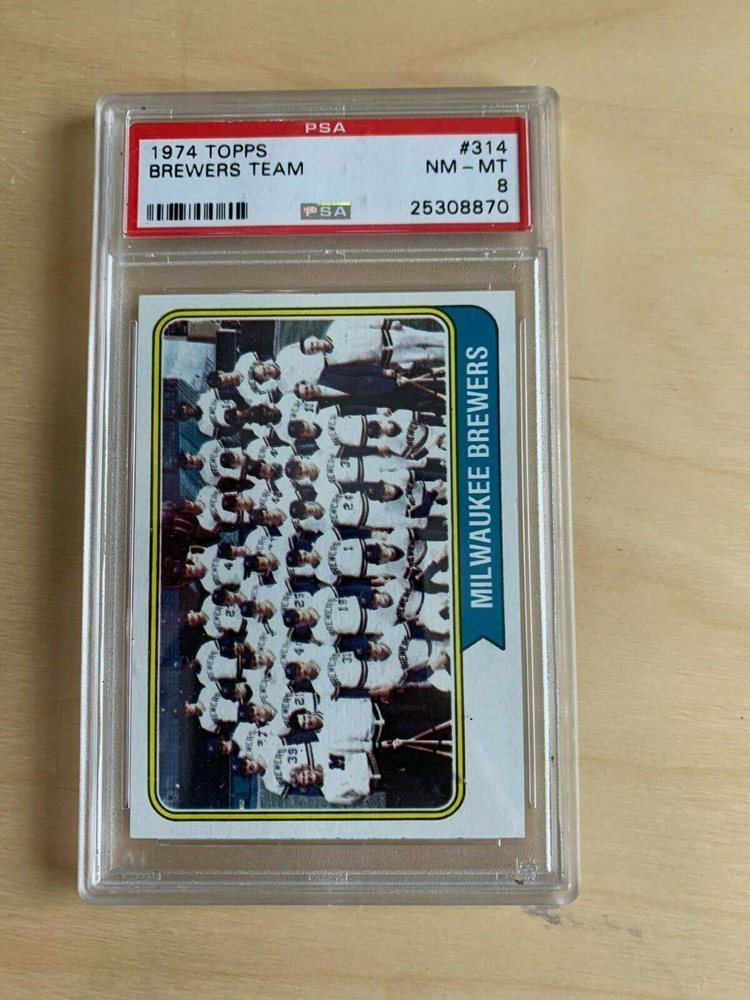 PSA
1974 TOPPS #314
BREWERS TEAM NM - MT
8
PSA 25308870
MILWAUKEE BREWERS